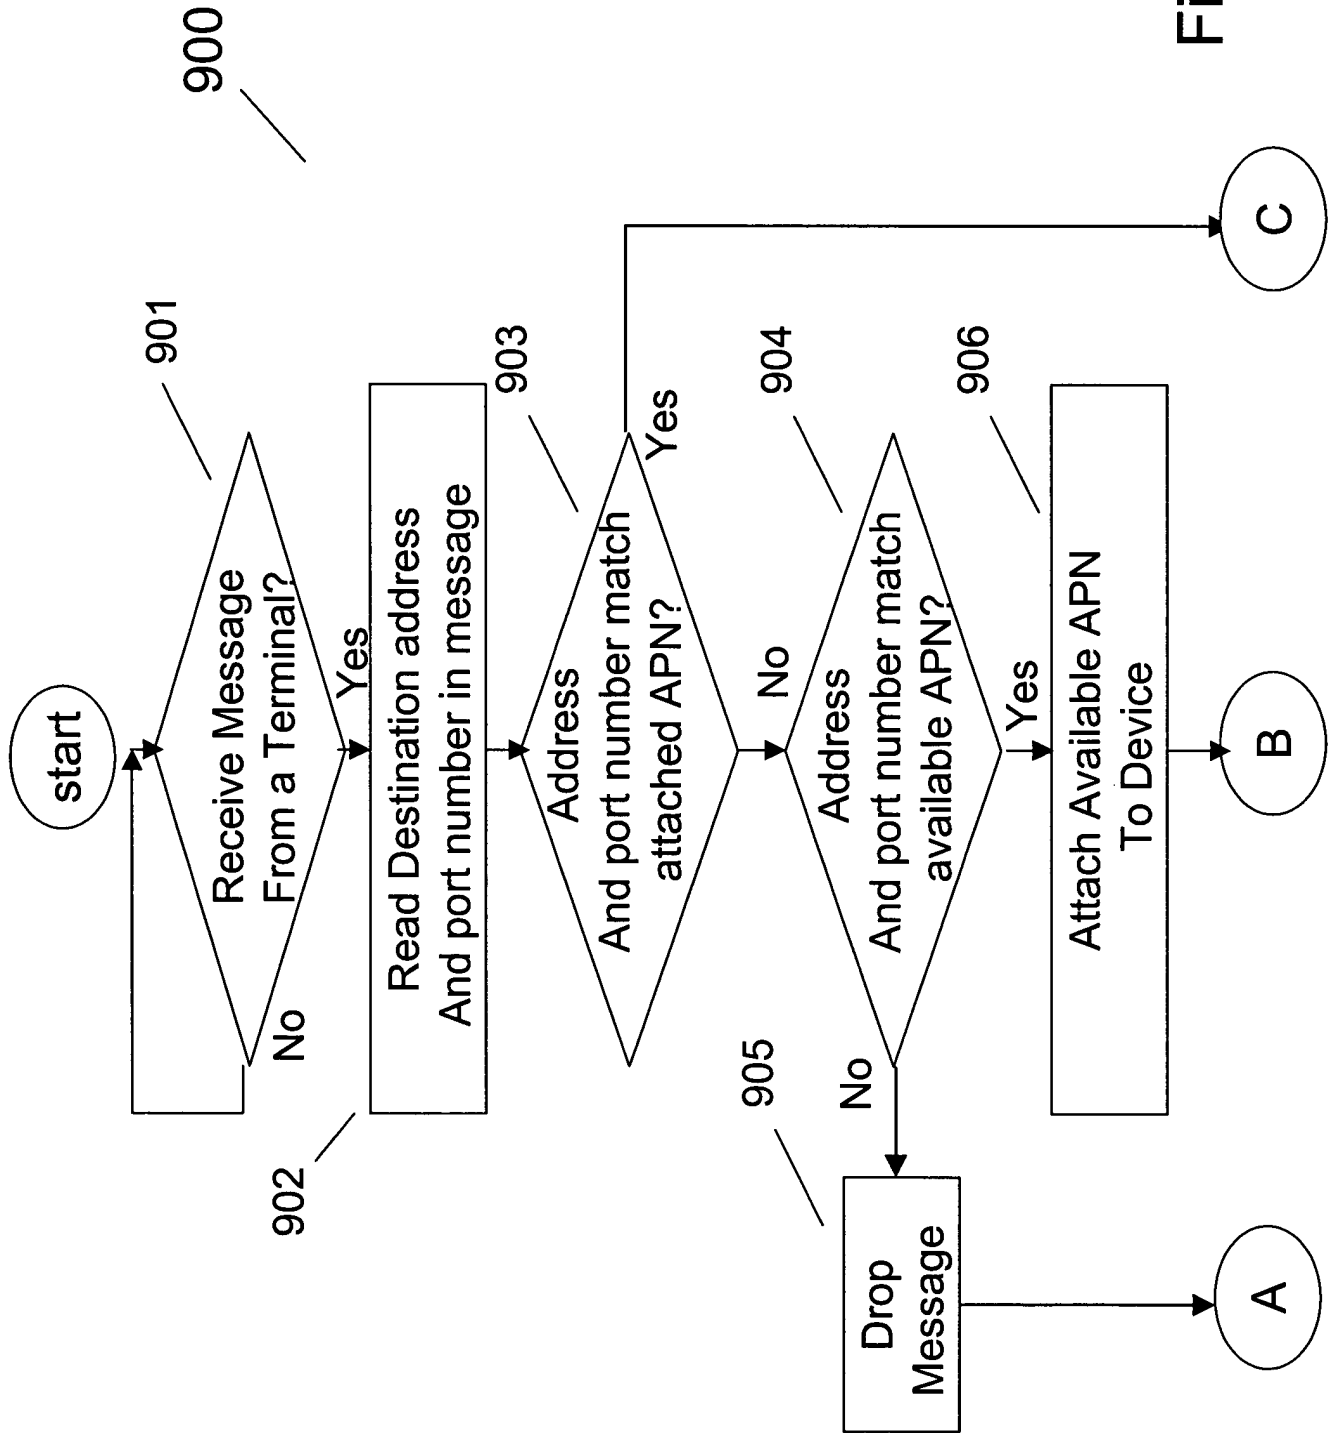 900
start
901
Receive Message
From a Terminal?
No
Yes
902
Read Destination address
And port number in message
903
Address
And port number match
attached APN?
Yes
No
904
Address
And port number match
available APN?
No
Yes
905
Drop
Message
906
Attach Available APN
To Device
A
B
C